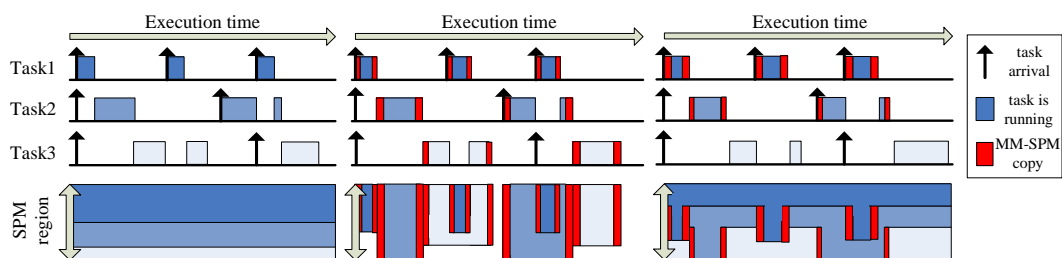 Execution time
Execution time
Execution time
Task1
Task2
Task3
SPM
region
task
arrival
task is
running
MM-SPM
copy